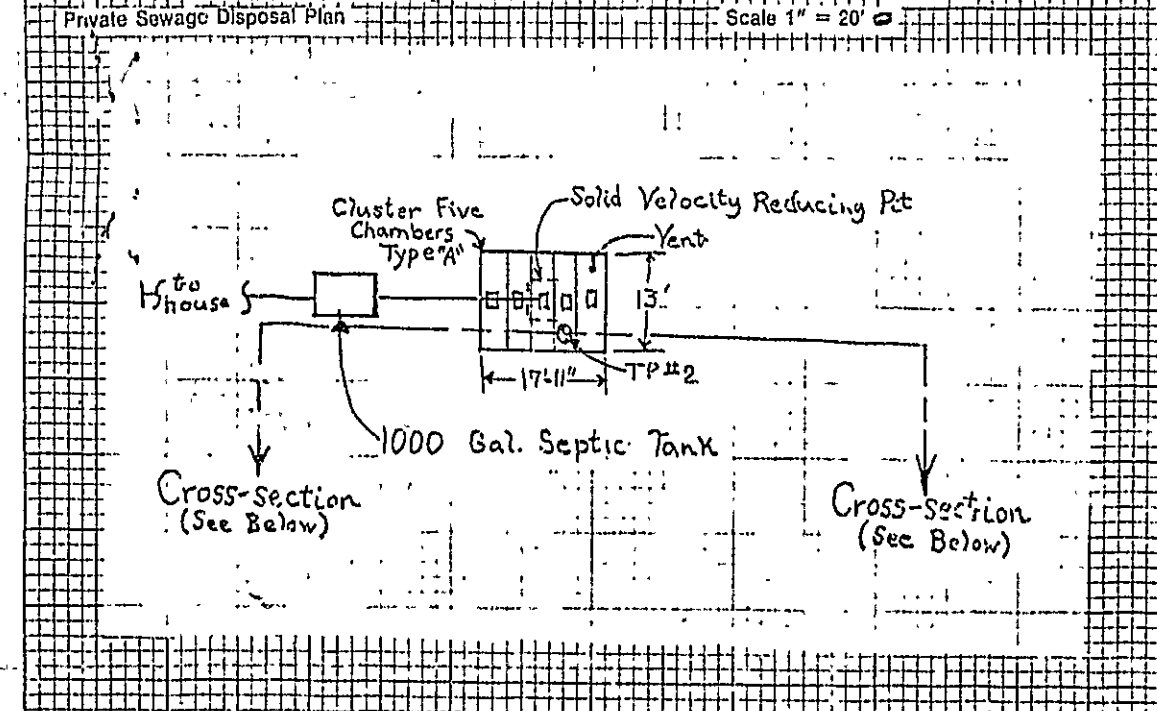 Private Sewage Disposal Plan
Scale 1" = 20'
Solid Velocity Reducing Pit
Cluster Five
Chambers
Type "A"
Vent
to
house
13'
17'-11"
TP #2
1000 Gal. Septic Tank
Cross-section
(See Below)
Cross-section
(See Below)